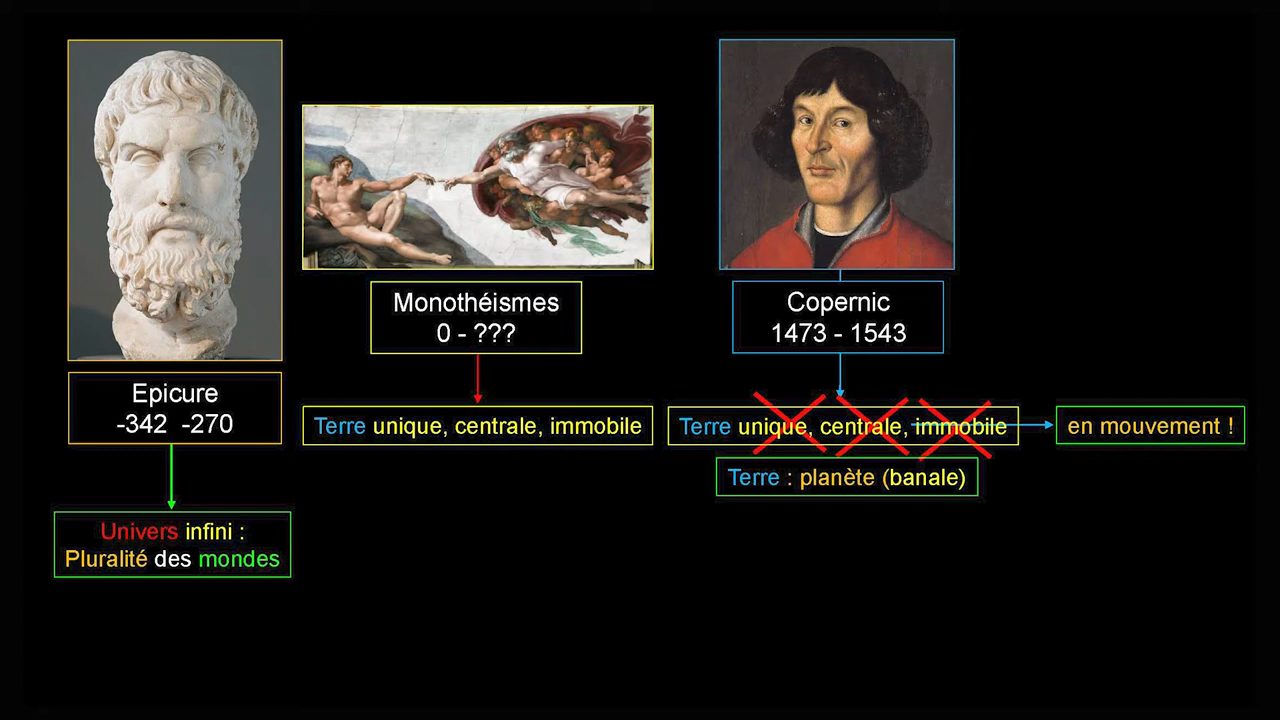 Epicure
-342 -270
Univers infini :
Pluralité des mondes
Monothéismes
0 - ???
Terre unique, centrale, immobile
Copernic
1473 - 1543
Terre unique, centrale, immobile
en mouvement !
Terre : planète (banale)